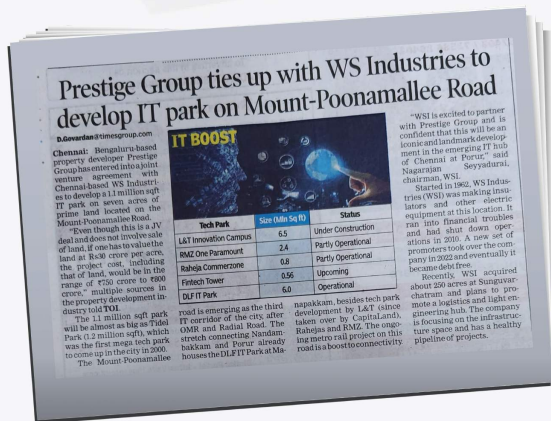 Prestige Group ties up with WS Industries to
develop IT park on Mount-Poonamallee Road
D.Govardan@timesgroup.com
Chennai: Bengaluru-based
property developer Prestige
Group has entered into a joint
venture agreement with
Chennai-based WS Industri-
es to develop a 1.1 million sqft
IT park on seven acres of
prime land located on the
Mount-Poonamallee Road.
"Even though this is a JV
deal and does not involve sale
of land, if one has to value the
land at Rs30 crore per acre,
the project cost, including
that of land, would be in the
range of ₹750 crore to ₹800
crore," multiple sources in
the property development in-
dustry told TOI.
The 1.1 million sqft park
will be almost as big as Tidel
Park (1.2 million sqft), which
was the first mega tech park
to come up in the city in 2000.
The Mount-Poonamallee
IT BOOST
Tech Park Size (Mln Sq ft) Status
L&T Innovation Campus 6.5 Under Construction
RMZ One Paramount 2.4 Partly Operational
Raheja Commerzone 0.8 Partly Operational
Fintech Tower 0.56 Upcoming
DLF IT Park 6.0 Operational
road is emerging as the third
IT corridor of the city, after
OMR and Radial Road. The
stretch connecting Nandam-
bakkam and Porur already
houses the DLF IT Park at Ma-
napakkam, besides tech park
development by L&T (since
taken over by CapitaLand),
Rahejas and RMZ. The ongo-
ing metro rail project on this
road is a boost to connectivity
"WSI is excited to partner
with Prestige Group and is
confident that this will be an
iconic and landmark develop-
ment in the emerging IT hub
of Chennai at Porur," said
Nagarajan Seyyadurai,
chairman, WSI.
Started in 1962, WS Indus-
tries (WSI) was making insu-
lators and other electric
equipment at this location. It
ran into financial troubles
and had shut down oper-
ations in 2010. A new set of
promoters took over the com-
pany in 2022 and eventually it
became debt free.
Recently, WSI acquired
about 250 acres at Sunguvar-
chatram and plans to pro-
mote a logistics and light en-
gineering hub. The company
is focusing on the infrastruc-
ture space and has a healthy
pipeline of projects.